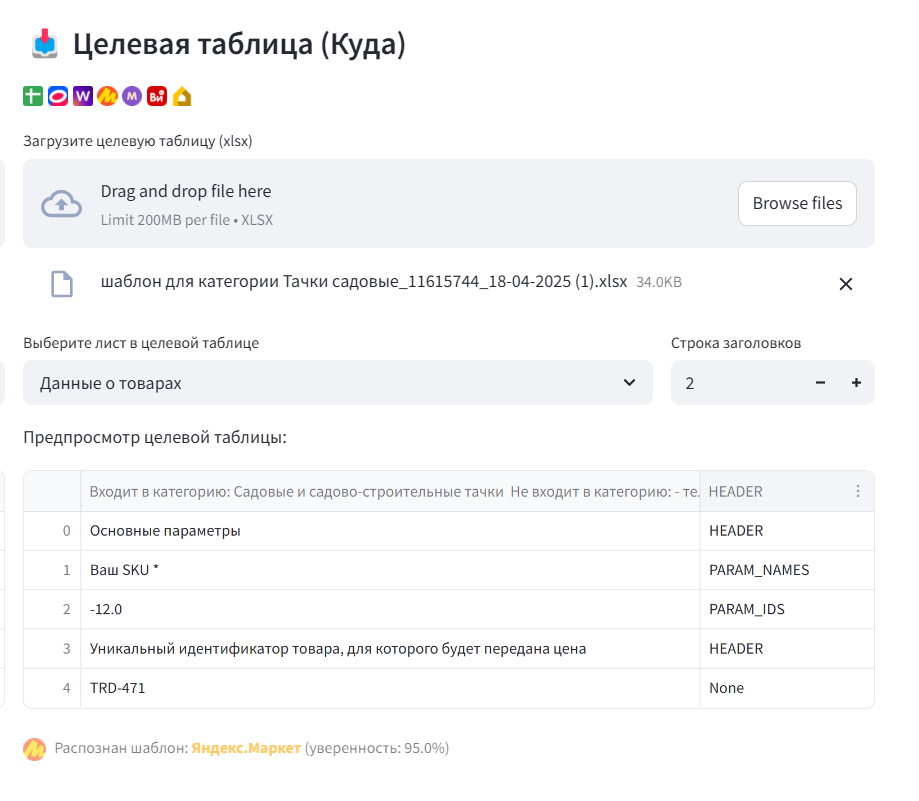 Целевая таблица (Куда)
W M ВИ
Загрузите целевую таблицу (xlsx)
Drag and drop file here
Limit 200MB per file • XLSX
Browse files
шаблон для категории Тачки садовые_11615744_18-04-2025 (1).xlsx 34.0KB
Выберите лист в целевой таблице
Строка заголовков
Данные о товарах
2
Предпросмотр целевой таблицы:
Входит в категорию: Садовые и садово-строительные тачки Не входит в категорию: - те. HEADER
0 Основные параметры HEADER
1 Ваш SKU * PARAM_NAMES
2 -12.0 PARAM_IDS
3 Уникальный идентификатор товара, для которого будет передана цена HEADER
4 TRD-471 None
Распознан шаблон: Яндекс.Маркет (уверенность: 95.0%)